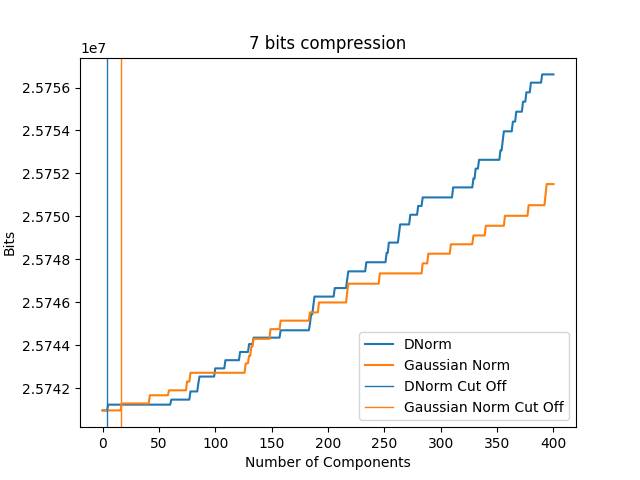 7 bits compression
1e7
2.5756
2.5754
2.5752
2.5750
2.5748
2.5746
2.5744
2.5742
Bits
0 50 100 150 200 250 300 350 400
Number of Components
DNorm
Gaussian Norm
DNorm Cut Off
Gaussian Norm Cut Off